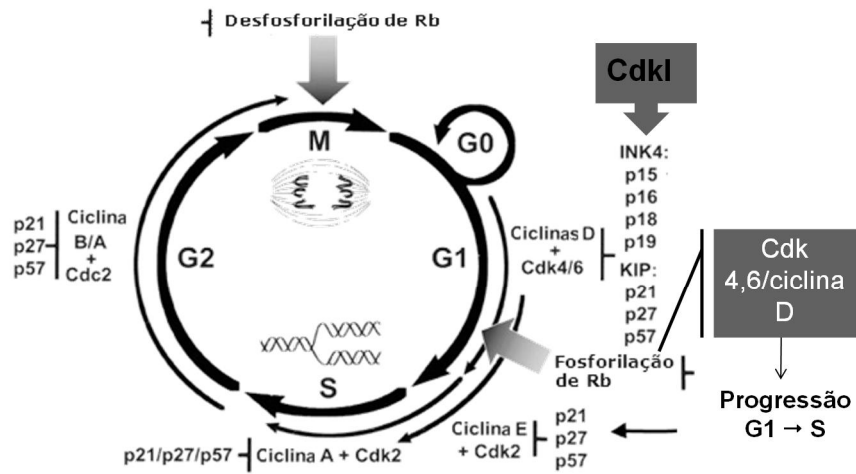 Desfosforilação de Rb
CdkI
M
G0
INK4:
p15
p16
p18
p19
KIP:
p21
p27
p57
Ciclinas D
+
Cdk4/6
G1
G2
S
p21
p27
p57
Ciclina
B/A
+
Cdc2
Cdk
4,6/ciclina
D
Fosforilação
de Rb
Progressão
G1 → S
Ciclina E
+ Cdk2
p21
p27
p57
p21/p27/p57
Ciclina A + Cdk2